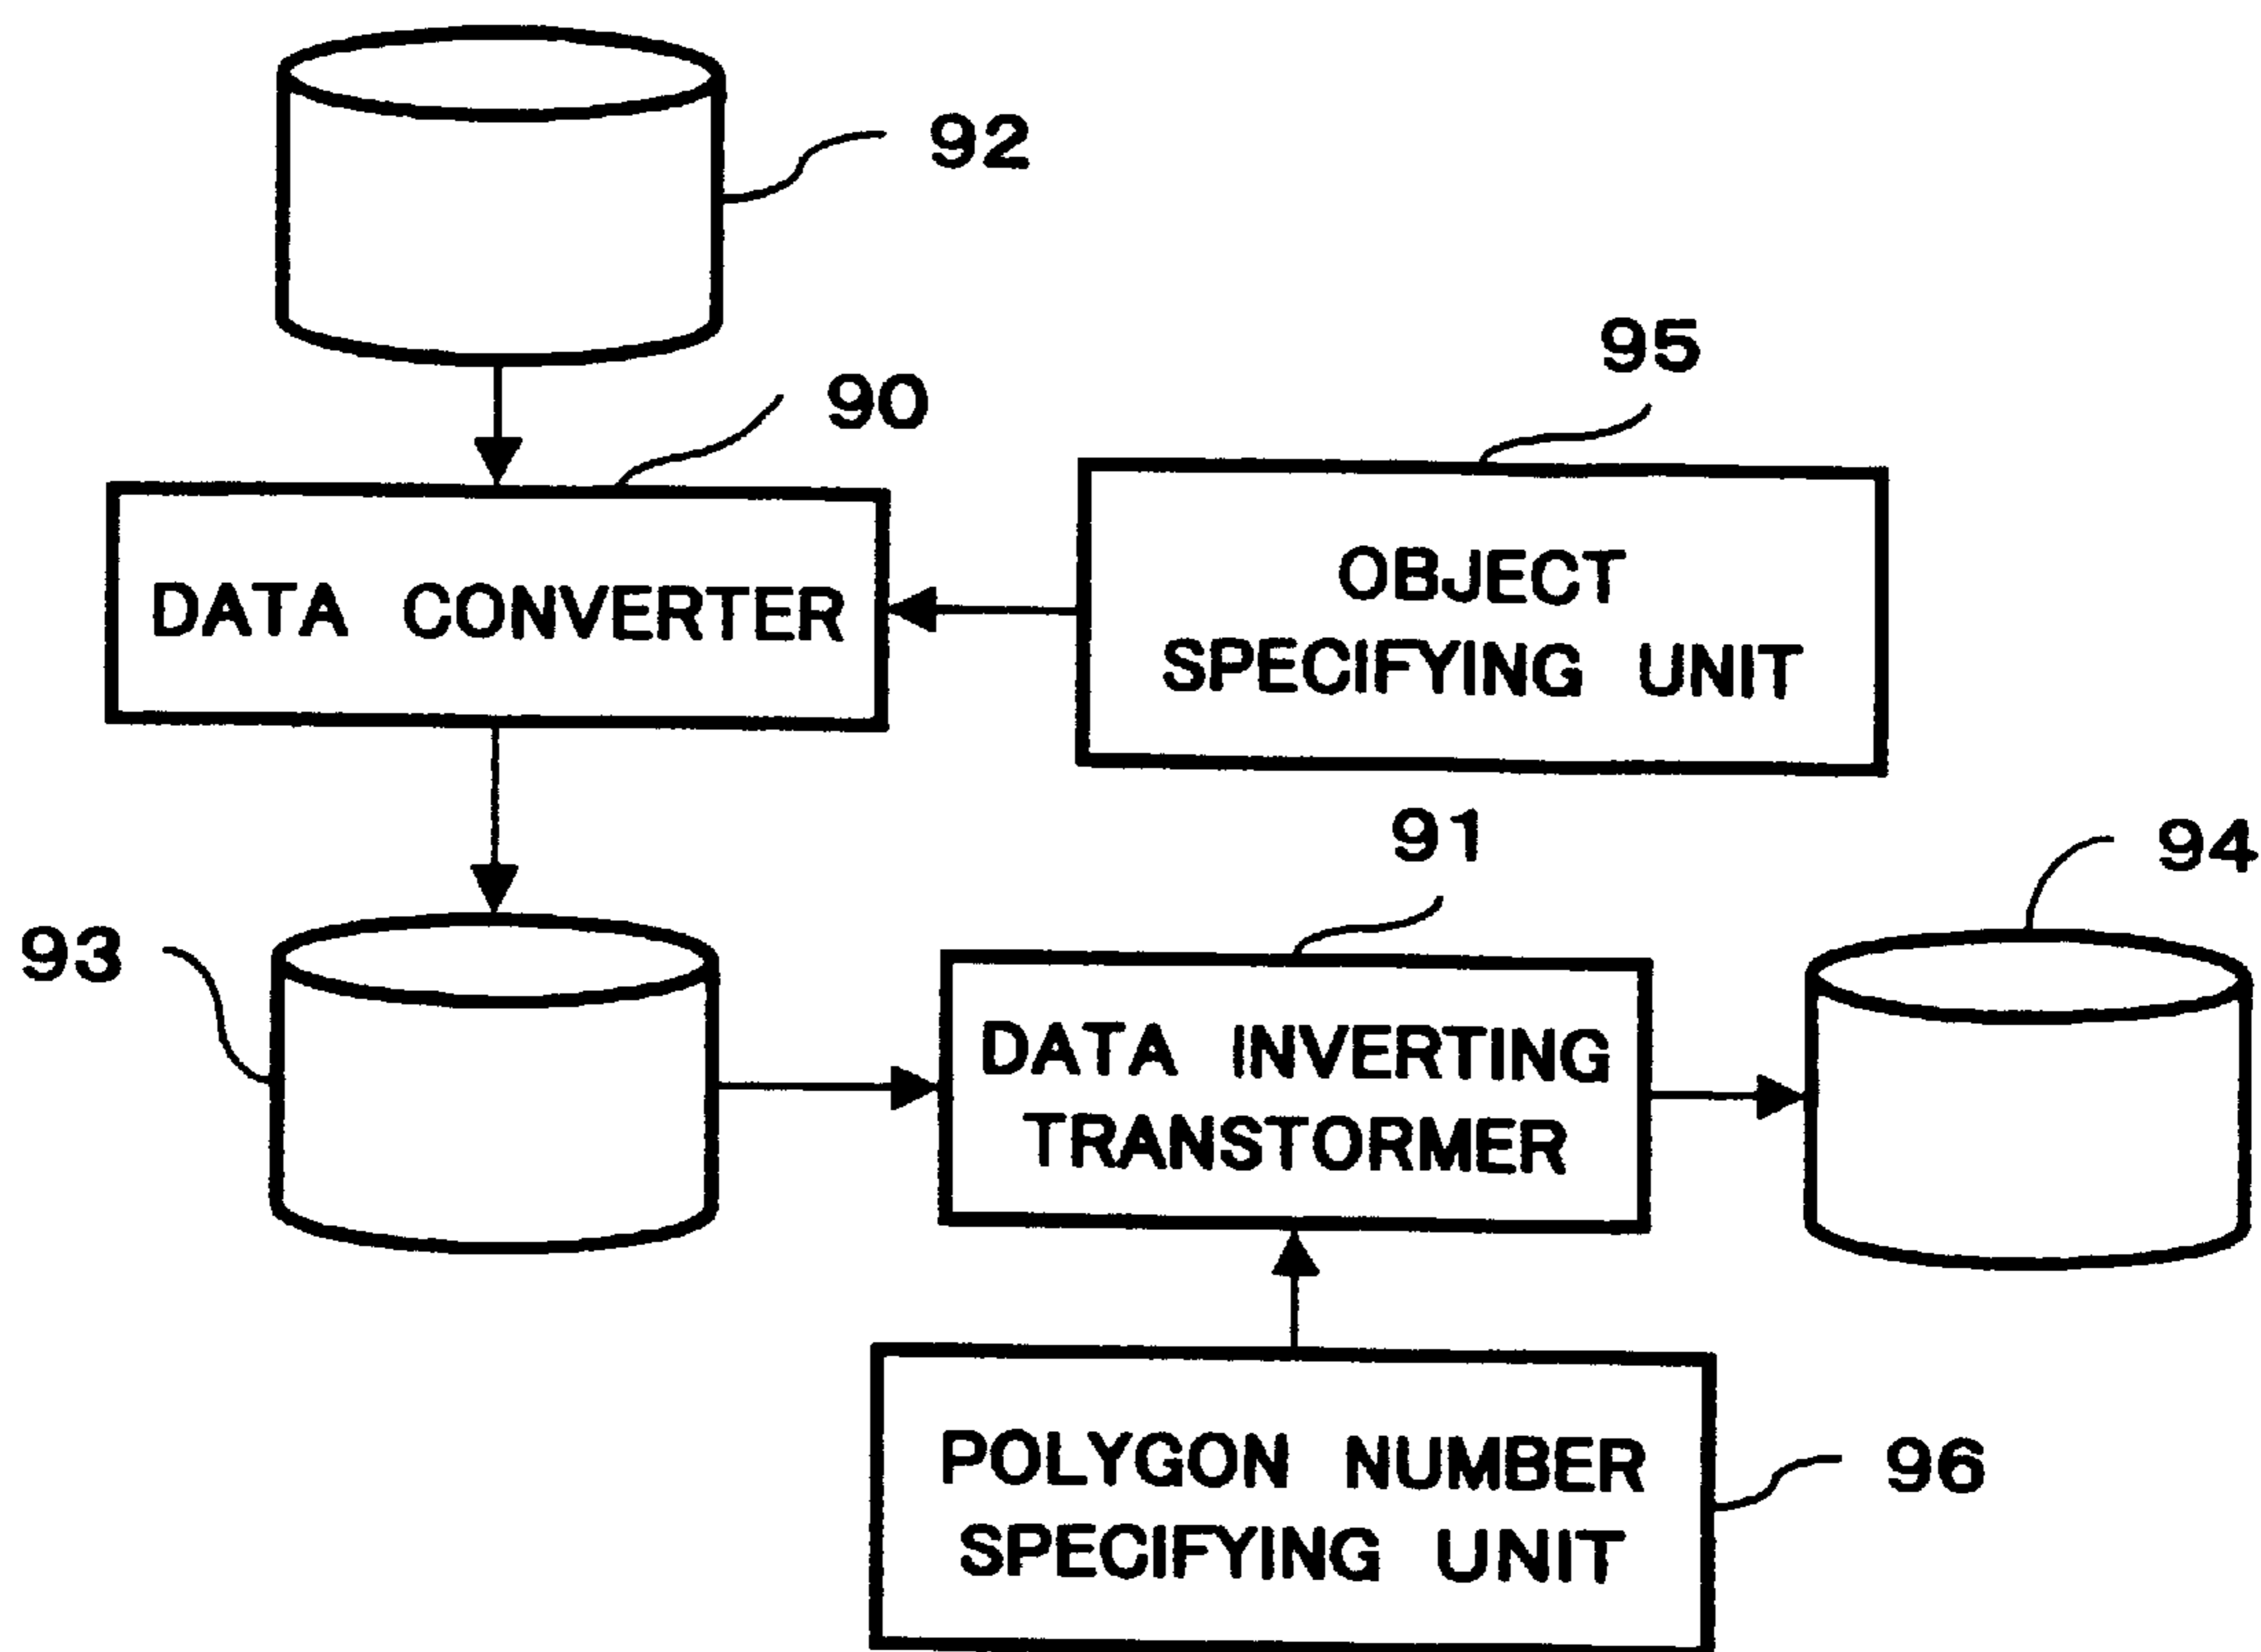 92
90
95
DATA CONVERTER
OBJECT
SPECIFYING UNIT
91
94
93
DATA INVERTING
TRANSTORMER
POLYGON NUMBER
SPECIFYING UNIT
96